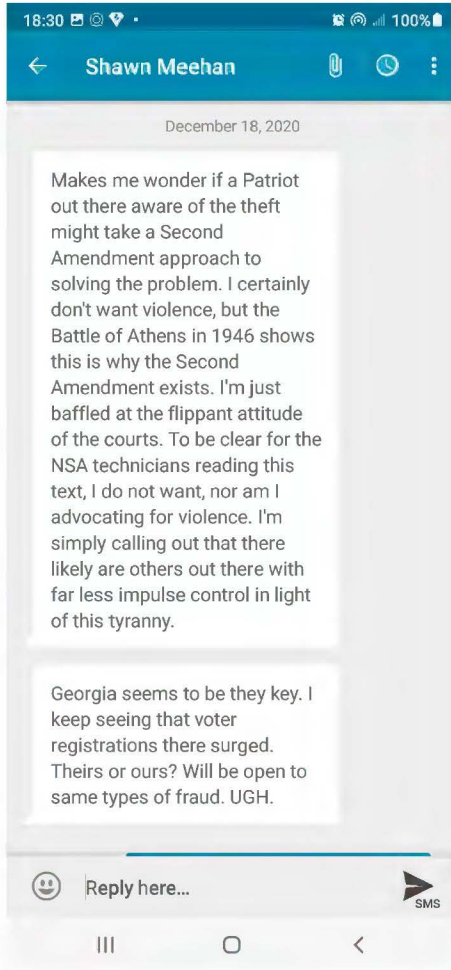 18:30
100%
Shawn Meehan
December 18, 2020
Makes me wonder if a Patriot
out there aware of the theft
might take a Second
Amendment approach to
solving the problem. I certainly
don't want violence, but the
Battle of Athens in 1946 shows
this is why the Second
Amendment exists. I'm just
baffled at the flippant attitude
of the courts. To be clear for the
NSA technicians reading this
text, I do not want, nor am I
advocating for violence. I'm
simply calling out that there
likely are others out there with
far less impulse control in light
of this tyranny.
Georgia seems to be they key. I
keep seeing that voter
registrations there surged.
Theirs or ours? Will be open to
same types of fraud. UGH.
Reply here...
SMS